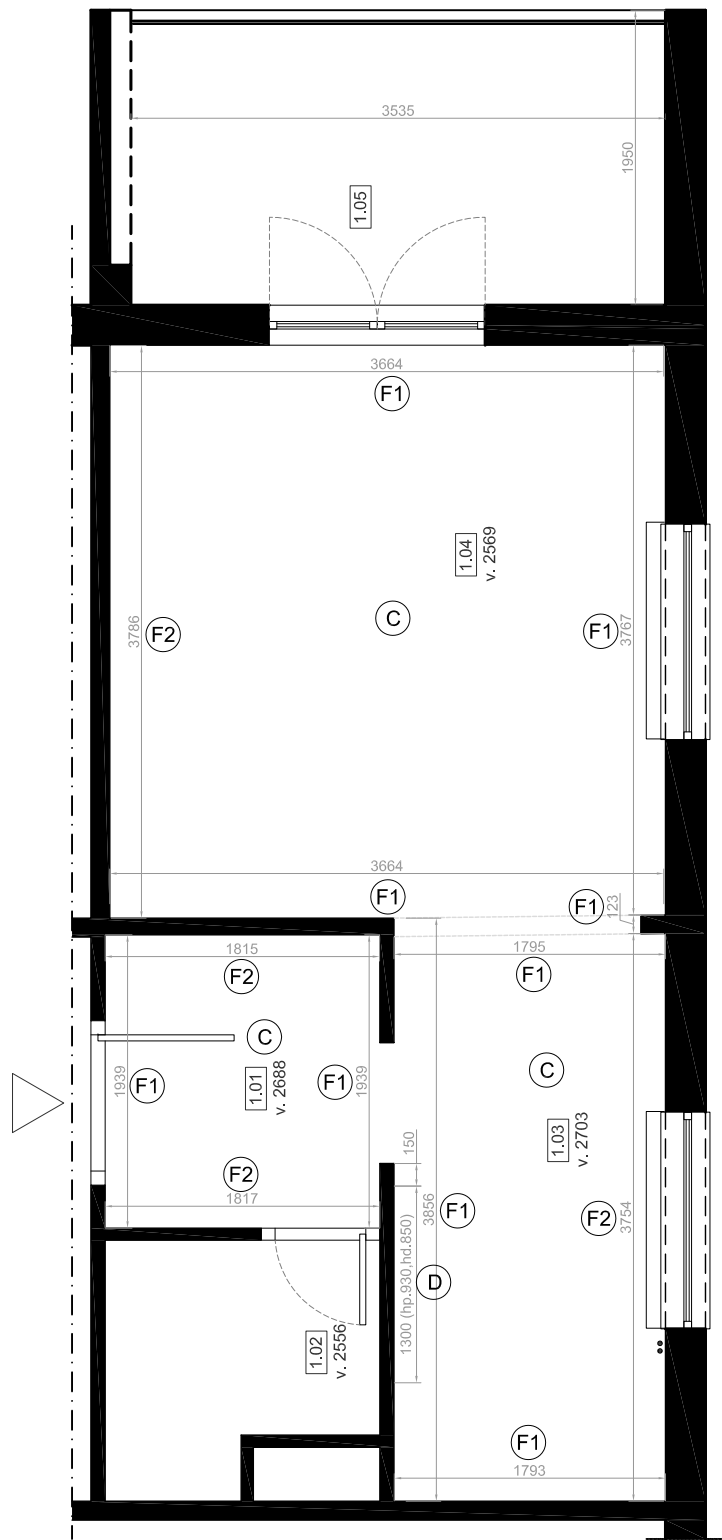 3535
1950
1.05
3664
F1
1.04
v. 2569
3786
F2
C
F1
3767
3664
F1
F1
123
1815
1795
F2
F1
C
C
1939
F1
1.01
v. 2688
F1
1939
1.03
v. 2703
150
F2
1817
3856
F1
F2
3754
1300 (hp.930,hd.850)
D
1.02
v. 2556
F1
1793